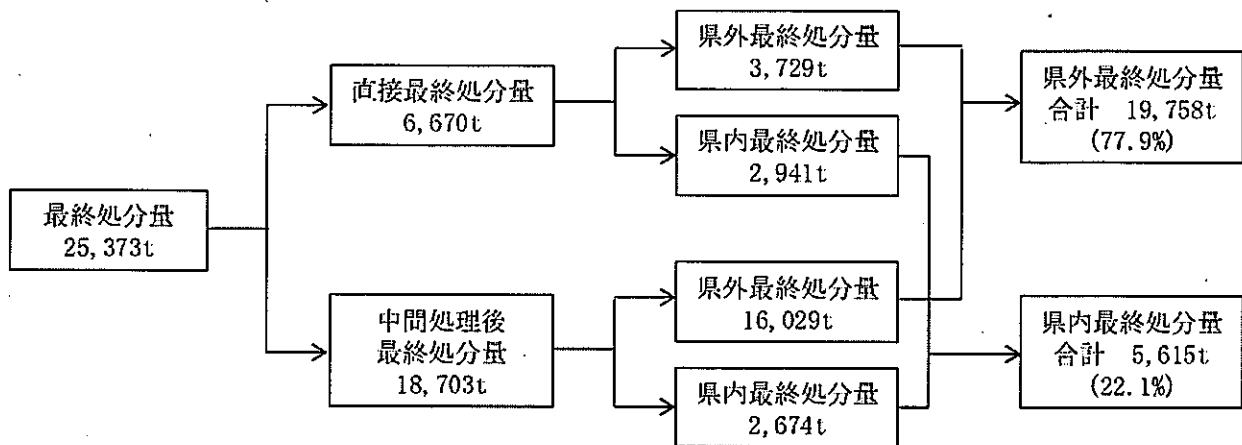 最終処分量
25,373t
直接最終処分量
6,670t
中間処理後
最終処分量
18,703t
県外最終処分量
3,729t
県内最終処分量
2,941t
県外最終処分量
16,029t
県内最終処分量
2,674t
県外最終処分量
合計 19,758t
(77.9%)
県内最終処分量
合計 5,615t
(22.1%)